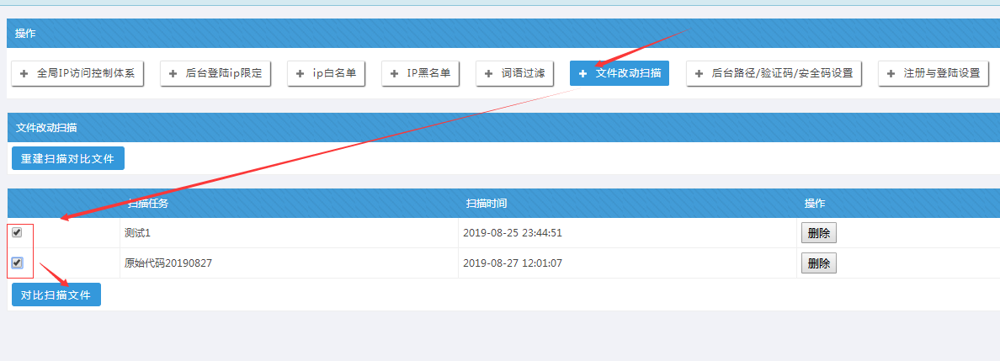 操作
全局IP访问控制体系 后台登陆ip限定 ip白名单 IP黑名单 词语过滤 文件改动扫描 后台路径/验证码/安全码设置 注册与登陆设置
文件改动扫描
重建扫描对比文件
扫描任务 扫描时间 操作
测试1 2019-08-25 23:44:51 删除
原始代码20190827 2019-08-27 12:01:07 删除
对比扫描文件